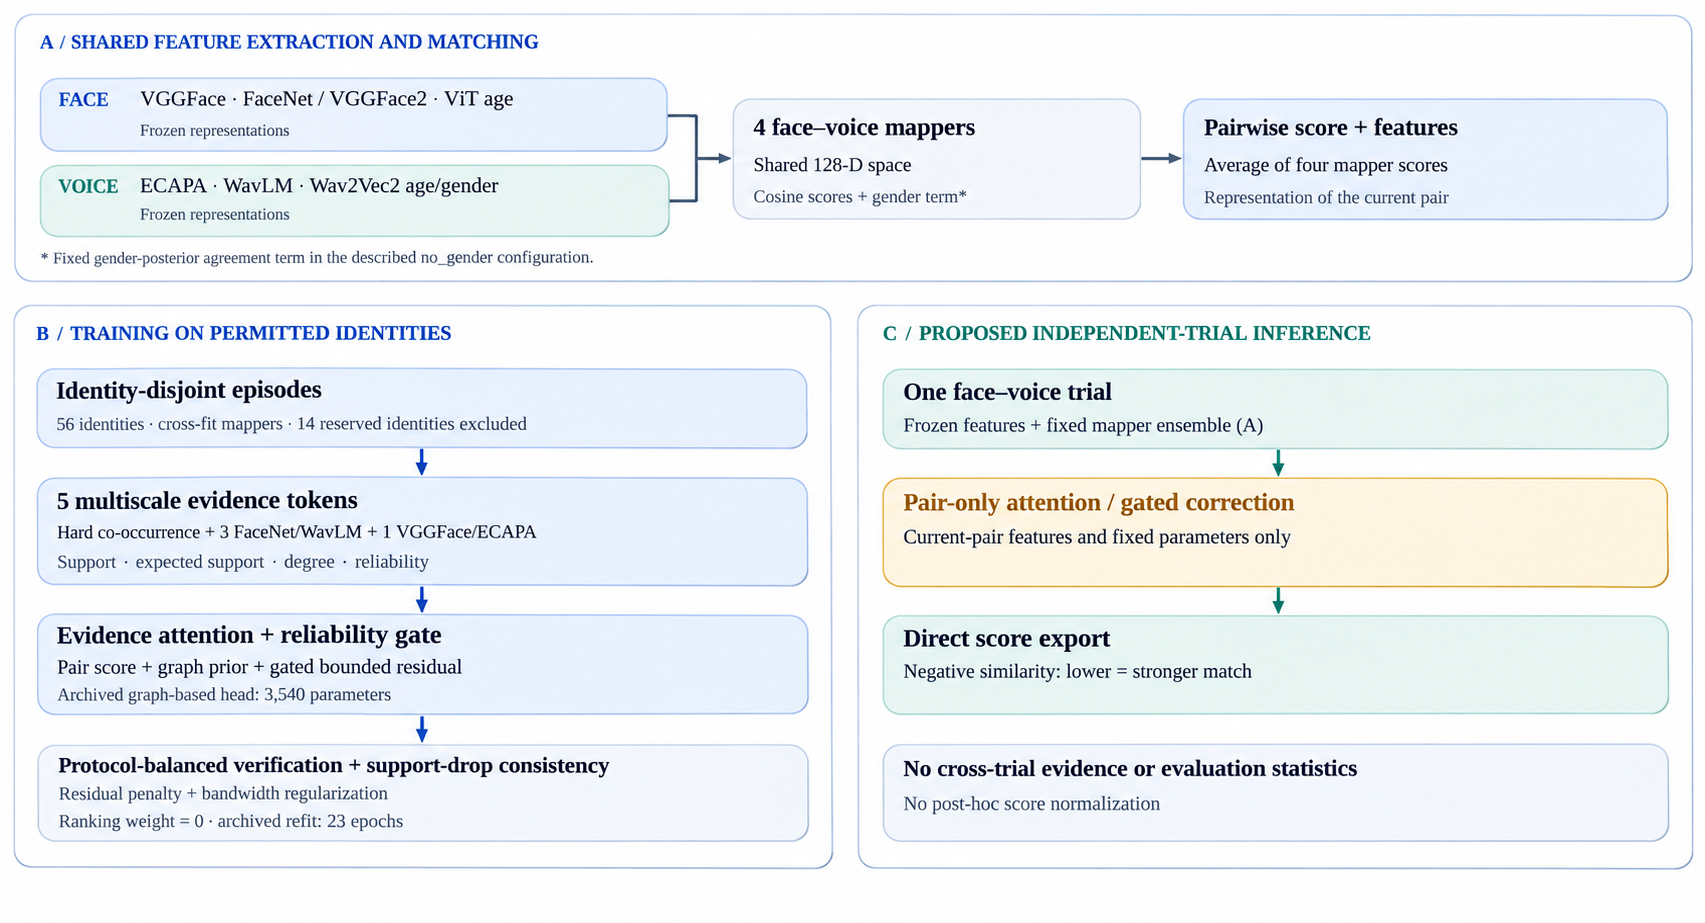 A / SHARED FEATURE EXTRACTION AND MATCHING
FACE VGGFace · FaceNet / VGGFace2 · ViT age
Frozen representations
VOICE ECAPA · WavLM · Wav2Vec2 age/gender
Frozen representations
* Fixed gender-posterior agreement term in the described no_gender configuration.
4 face–voice mappers
Shared 128-D space
Cosine scores + gender term*
Pairwise score + features
Average of four mapper scores
Representation of the current pair
B / TRAINING ON PERMITTED IDENTITIES
Identity-disjoint episodes
56 identities · cross-fit mappers · 14 reserved identities excluded
5 multiscale evidence tokens
Hard co-occurrence + 3 FaceNet/WavLM + 1 VGGFace/ECAPA
Support · expected support · degree · reliability
Evidence attention + reliability gate
Pair score + graph prior + gated bounded residual
Archived graph-based head: 3,540 parameters
Protocol-balanced verification + support-drop consistency
Residual penalty + bandwidth regularization
Ranking weight = 0 · archived refit: 23 epochs
C / PROPOSED INDEPENDENT-TRIAL INFERENCE
One face–voice trial
Frozen features + fixed mapper ensemble (A)
Pair-only attention / gated correction
Current-pair features and fixed parameters only
Direct score export
Negative similarity: lower = stronger match
No cross-trial evidence or evaluation statistics
No post-hoc score normalization